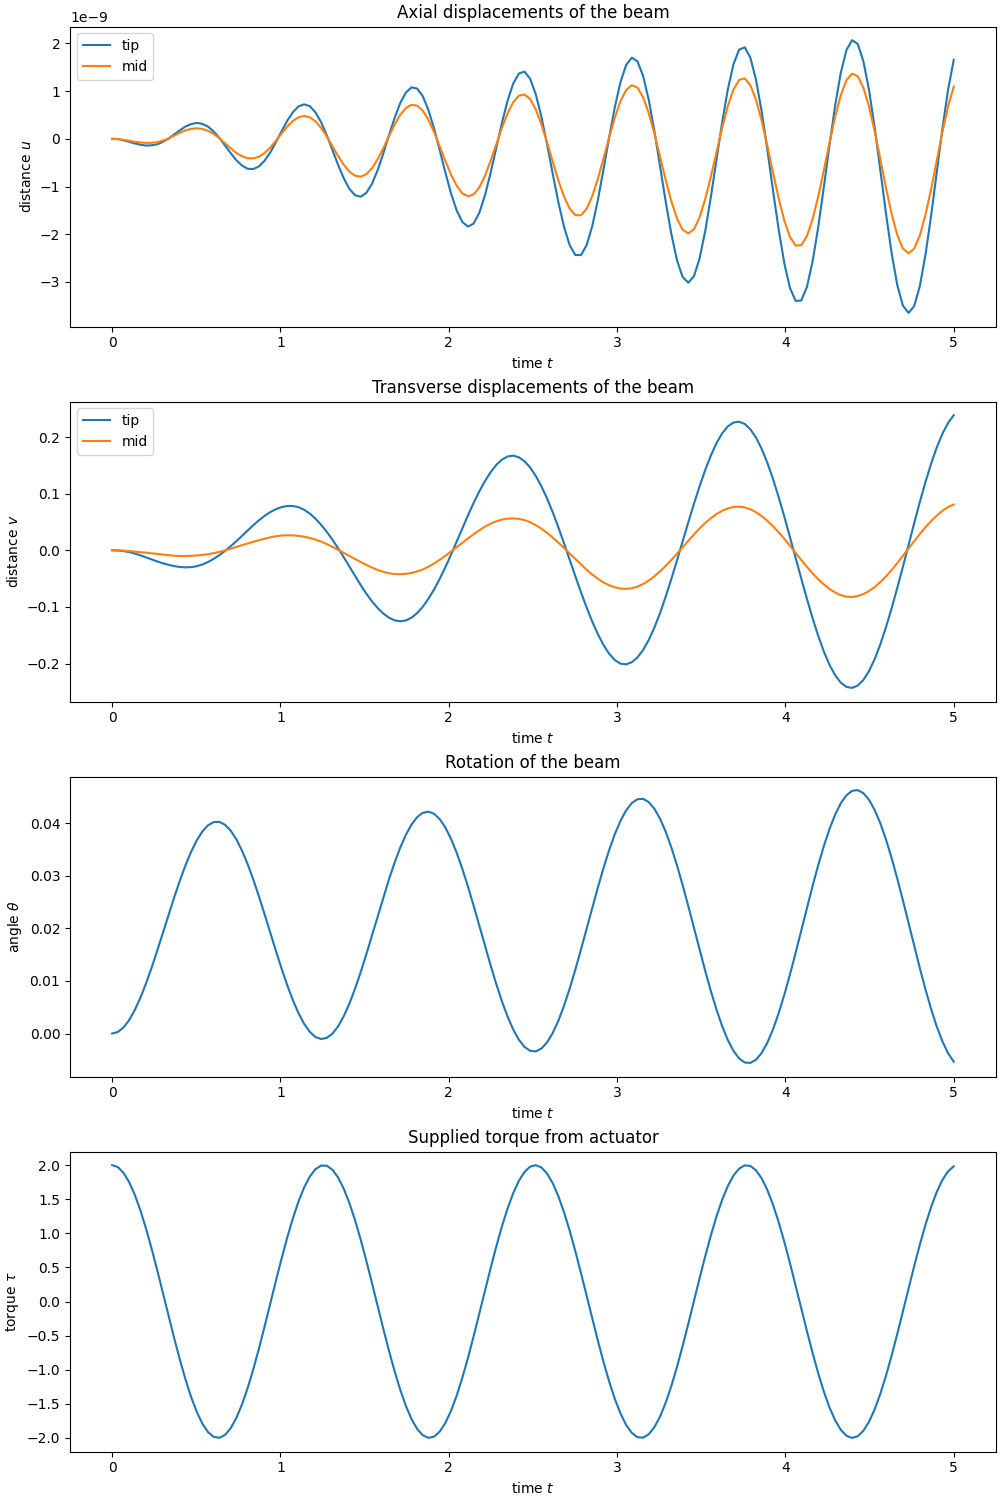 Axial displacements of the beam
1e−9
tip
mid
2
1
0
−1
−2
−3
distance u
0 1 2 3 4 5
time t
Transverse displacements of the beam
tip
mid
0.2
0.1
0.0
−0.1
−0.2
distance v
0 1 2 3 4 5
time t
Rotation of the beam
0.04
0.03
0.02
0.01
0.00
angle θ
0 1 2 3 4 5
time t
Supplied torque from actuator
2.0
1.5
1.0
0.5
0.0
−0.5
−1.0
−1.5
−2.0
torque τ
0 1 2 3 4 5
time t